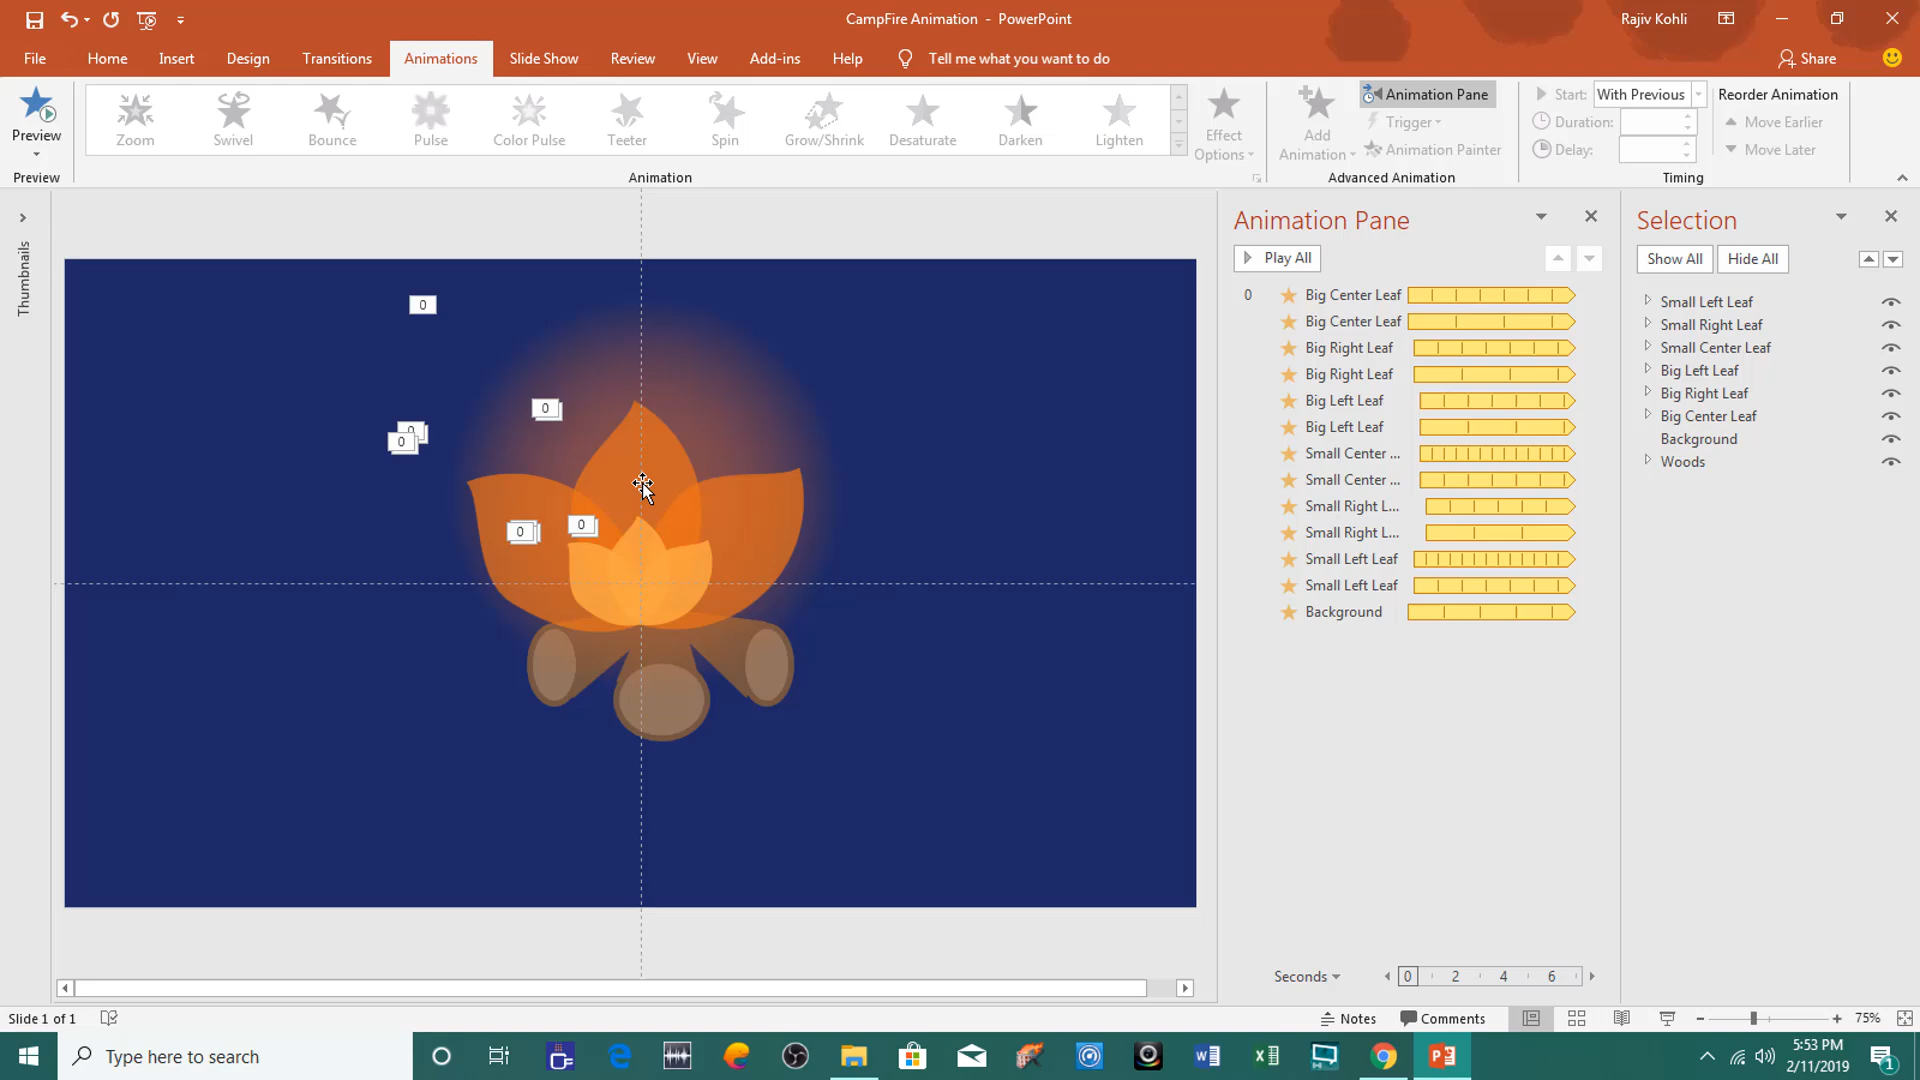 CampFire Animation - PowerPoint
Rajiv Kohli
File Home Insert Design Transitions Animations Slide Show Review View Add-ins Help Tell me what you want to do
Share
Preview
Zoom Swivel Bounce Pulse Color Pulse Teeter Spin Grow/Shrink Desaturate Darken Lighten
Effect Options
Add Animation
Animation Pane
Trigger
Animation Painter
Start: With Previous
Duration:
Delay:
Reorder Animation
Move Earlier
Move Later
Preview Animation Advanced Animation Timing
Thumbnails
0
0
0
0
0
0
Animation Pane
Play All
0 Big Center Leaf
Big Center Leaf
Big Right Leaf
Big Right Leaf
Big Left Leaf
Big Left Leaf
Small Center ...
Small Center ...
Small Right L...
Small Right L...
Small Left Leaf
Small Left Leaf
Background
Seconds 0 2 4 6
Selection
Show All Hide All
Small Left Leaf
Small Right Leaf
Small Center Leaf
Big Left Leaf
Big Right Leaf
Big Center Leaf
Background
Woods
Slide 1 of 1
Notes Comments 75%
Type here to search
5:53 PM
2/11/2019
1